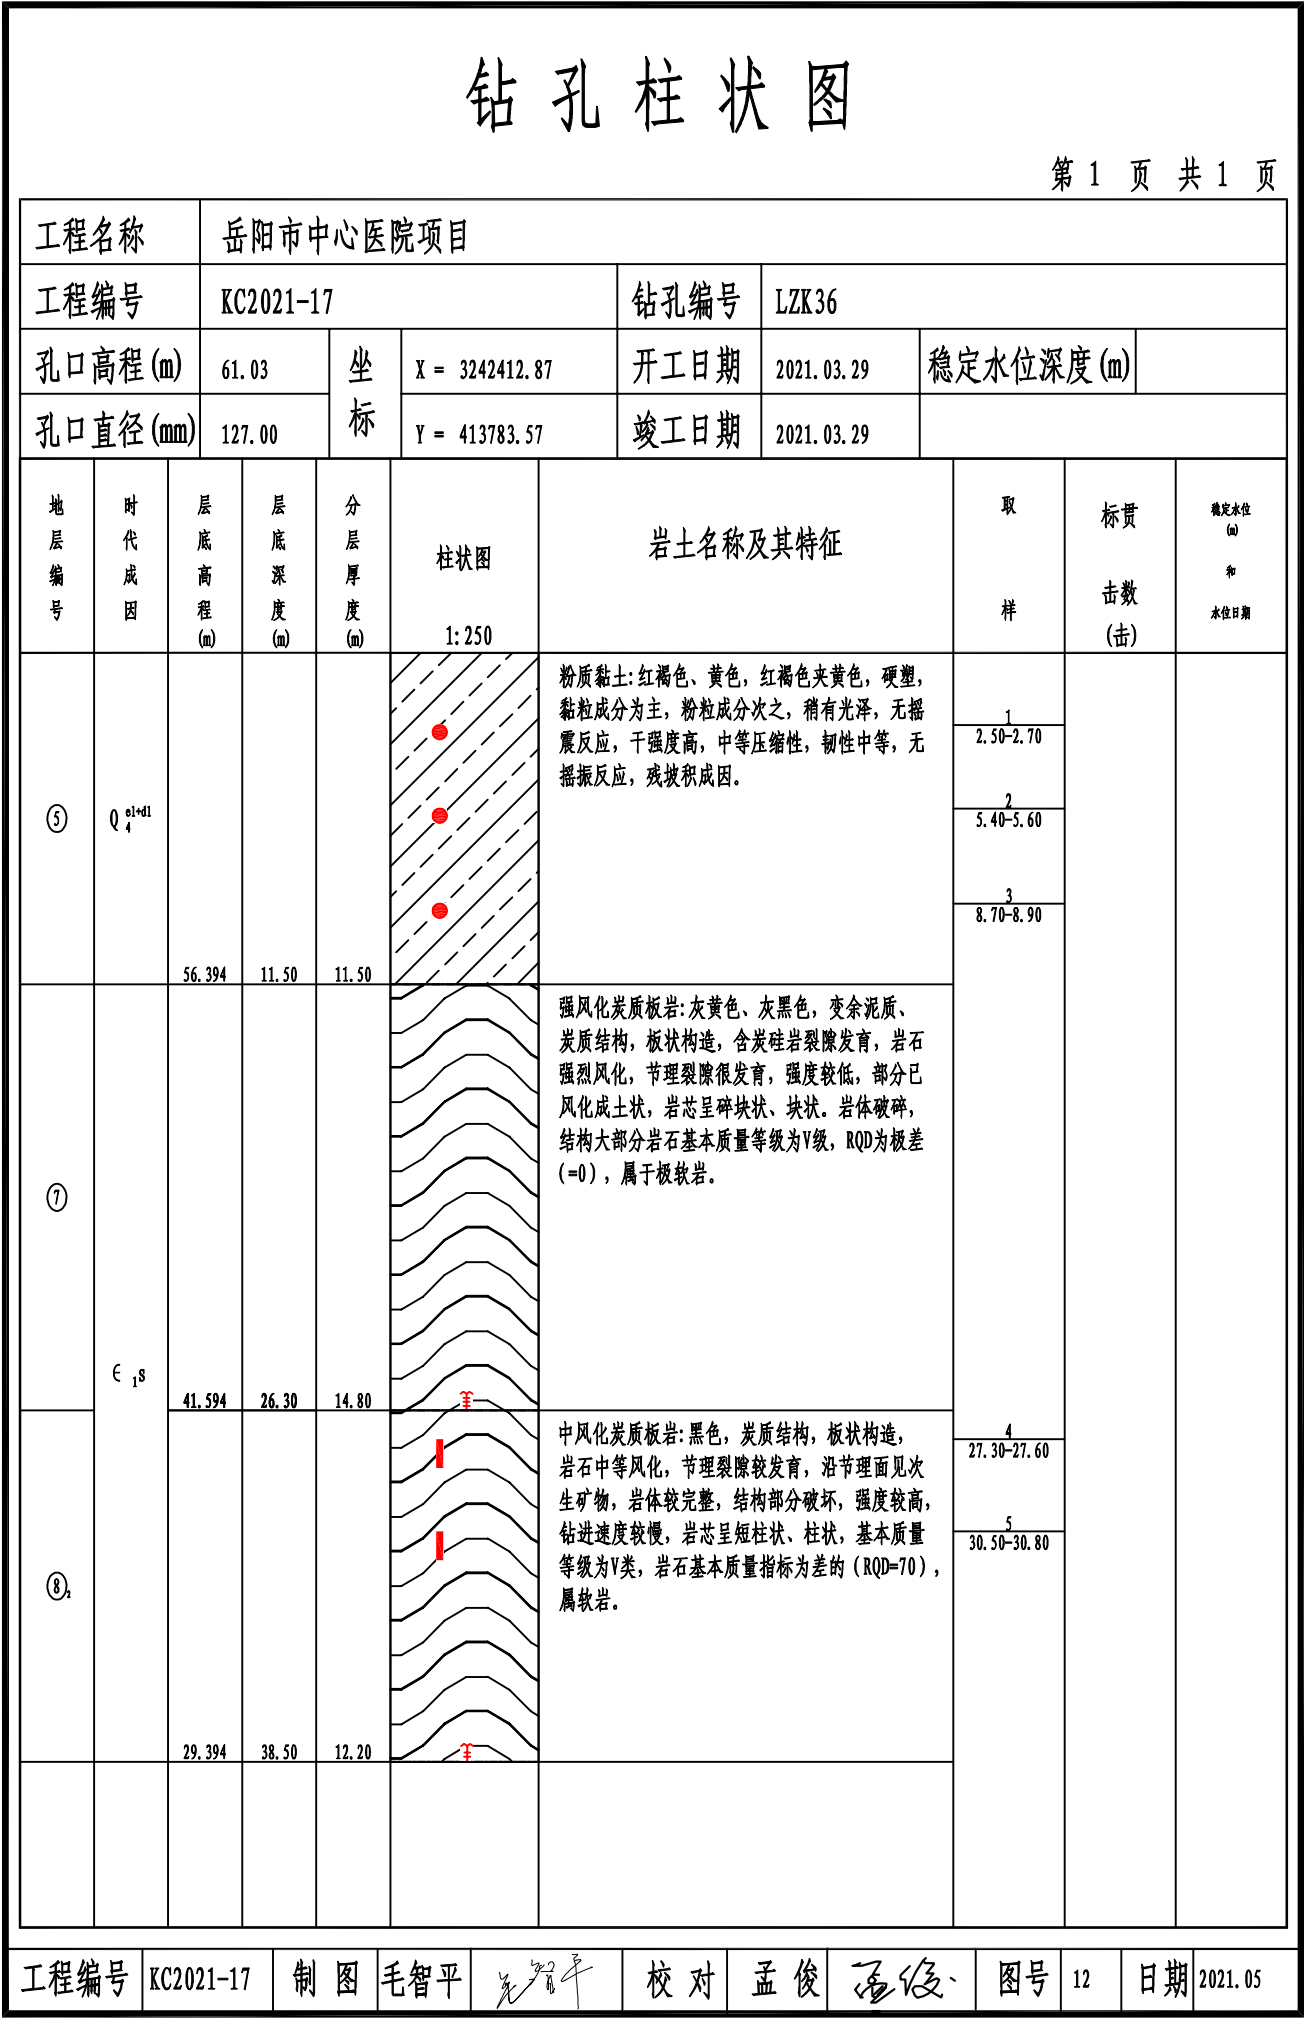 钻孔柱状图
第 1 页 共 1 页
工程名称 岳阳市中心医院项目
工程编号 KC2021-17 钻孔编号 LZK36
孔口高程(m) 61.03 坐标 X = 3242412.87 开工日期 2021.03.29 稳定水位深度(m)
孔口直径(mm) 127.00 Y = 413783.57 竣工日期 2021.03.29
地层编号 时代成因 层底高程(m) 层底深度(m) 分层厚度(m) 柱状图 1:250 岩土名称及其特征 取样 标贯击数(击) 稳定水位(m)和水位日期
粉质黏土:红褐色、黄色，红褐色夹黄色，硬塑，
黏粒成分为主，粉粒成分次之，稍有光泽，无摇
震反应，干强度高，中等压缩性，韧性中等，无
摇振反应，残坡积成因。
1
2.50-2.70
2
5.40-5.60
3
8.70-8.90
⑤ Q el+dl 4
56.394 11.50 11.50
强风化炭质板岩:灰黄色、灰黑色，变余泥质、
炭质结构，板状构造，含炭硅岩裂隙发育，岩石
强烈风化，节理裂隙很发育，强度较低，部分已
风化成土状，岩芯呈碎块状、块状。岩体破碎，
结构大部分岩石基本质量等级为V级，RQD为极差
(=0)，属于极软岩。
⑦
∈ 1s
41.594 26.30 14.80
中风化炭质板岩:黑色，炭质结构，板状构造，
岩石中等风化，节理裂隙较发育，沿节理面见次
生矿物，岩体较完整，结构部分破坏，强度较高，
钻进速度较慢，岩芯呈短柱状、柱状，基本质量
等级为V类，岩石基本质量指标为差的（RQD=70），
属软岩。
4
27.30-27.60
5
30.50-30.80
⑧2
29.394 38.50 12.20
工程编号 KC2021-17 制图 毛智平 毛智平 校对 孟俊 孟俊 图号 12 日期 2021.05